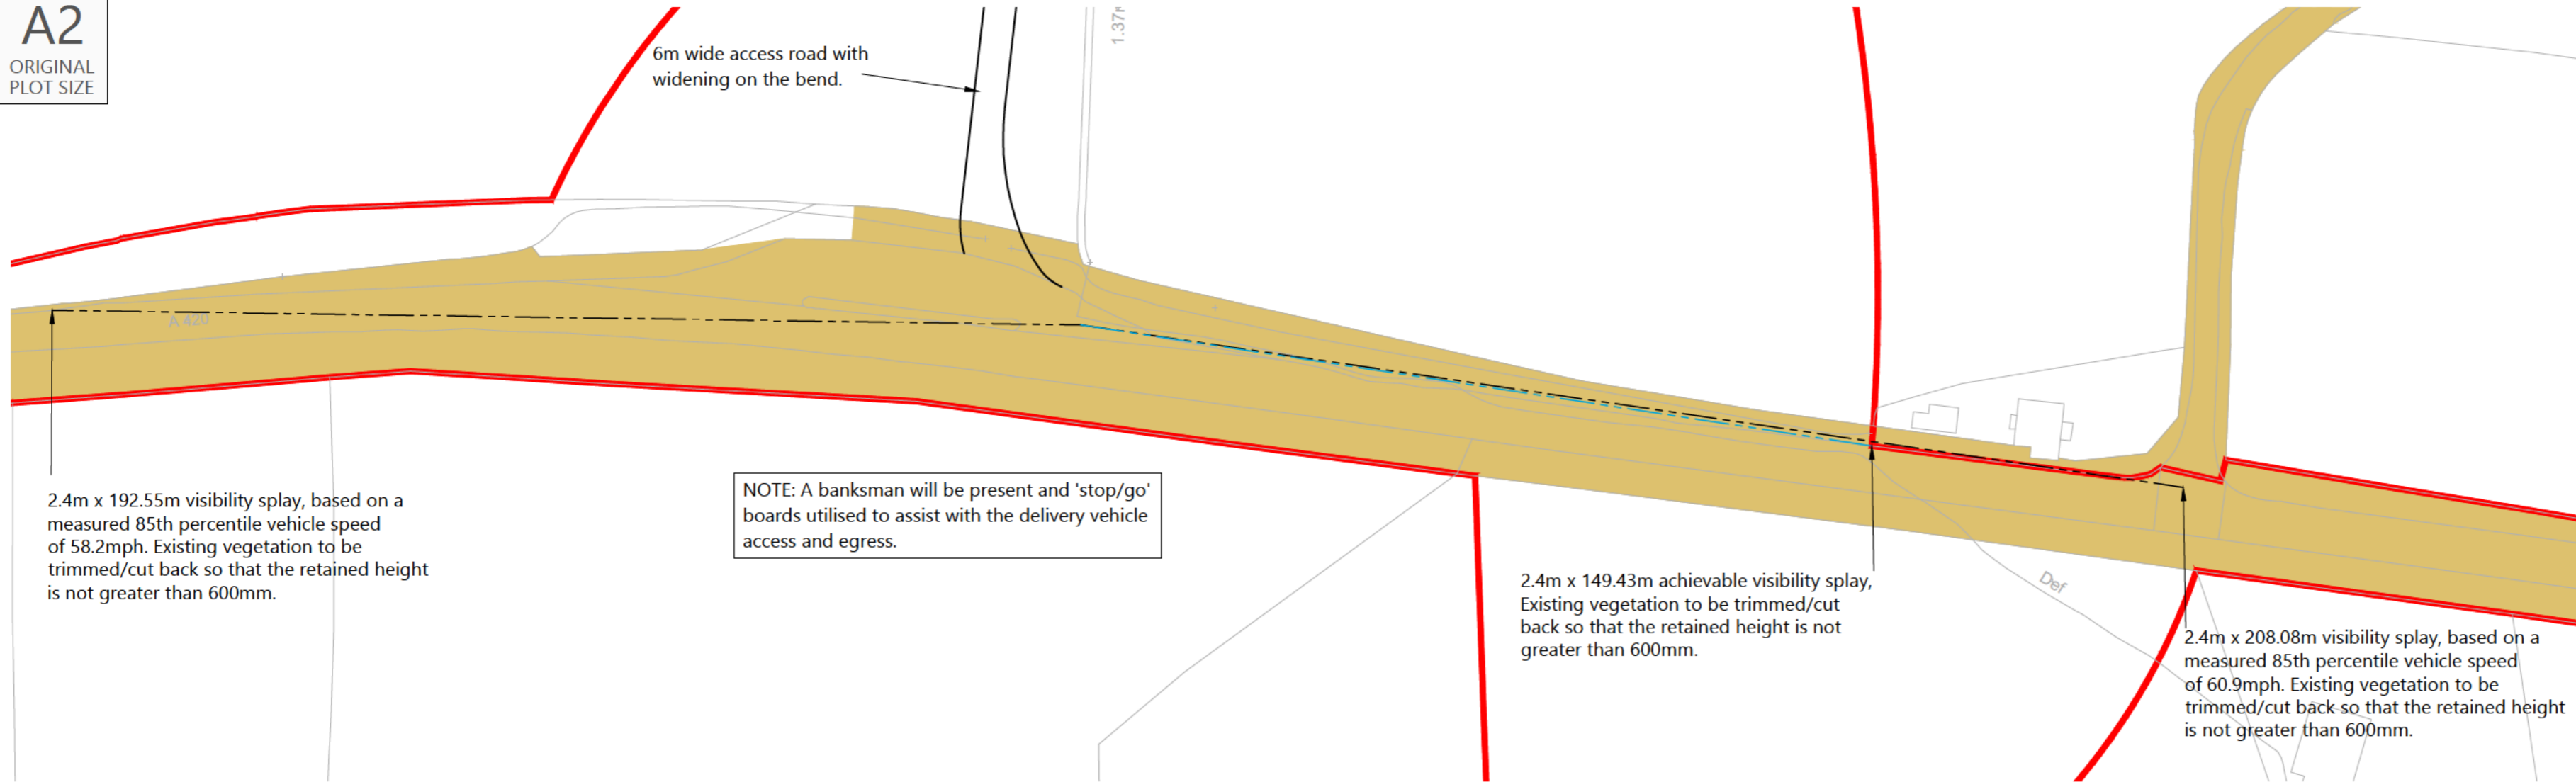 A2
ORIGINAL
PLOT SIZE
6m wide access road with
widening on the bend.
A 420
2.4m x 192.55m visibility splay, based on a
measured 85th percentile vehicle speed
of 58.2mph. Existing vegetation to be
trimmed/cut back so that the retained height
is not greater than 600mm.
NOTE: A banksman will be present and 'stop/go'
boards utilised to assist with the delivery vehicle
access and egress.
2.4m x 149.43m achievable visibility splay,
Existing vegetation to be trimmed/cut
back so that the retained height is not
greater than 600mm.
Def
2.4m x 208.08m visibility splay, based on a
measured 85th percentile vehicle speed
of 60.9mph. Existing vegetation to be
trimmed/cut back so that the retained height
is not greater than 600mm.